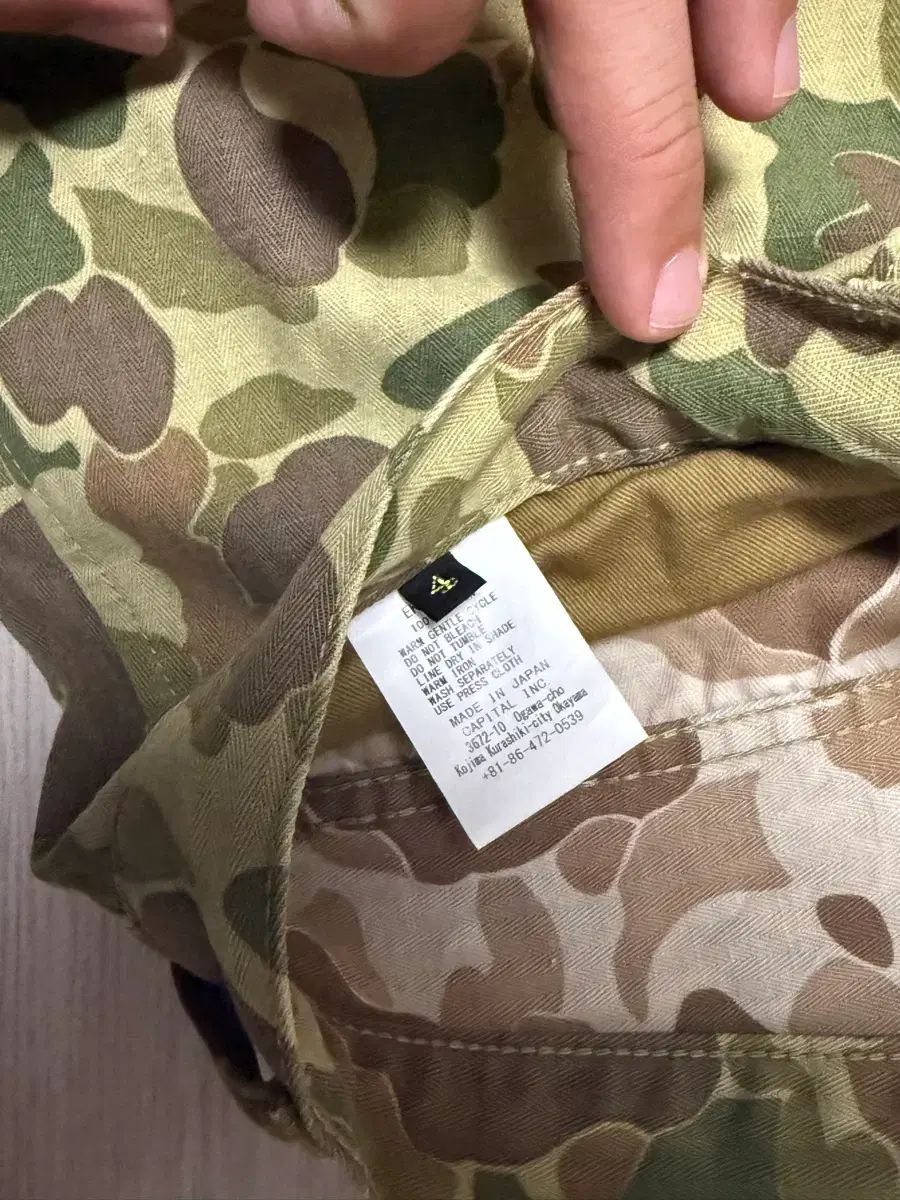 4
100
WARM GENTLE CYCLE
DO NOT BLEACH
DO NOT TUMBLE
LINE DRY IN SHADE
WARM IRON
WASH SEPARATELY
USE PRESS CLOTH
MADE IN JAPAN
CAPITAL INC.
3672-10 Ogawa-cho
Kojima Kurashiki-city Okayama
+81-86-472-0539